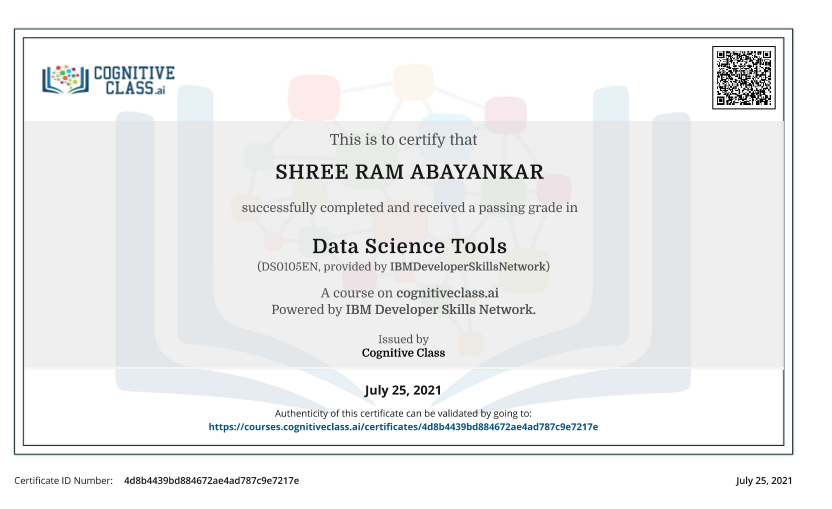 COGNITIVE
CLASS.ai
This is to certify that
SHREE RAM ABAYANKAR
successfully completed and received a passing grade in
Data Science Tools
(DS0105EN, provided by IBMDeveloperSkillsNetwork)
A course on cognitiveclass.ai
Powered by IBM Developer Skills Network.
Issued by
Cognitive Class
July 25, 2021
Authenticity of this certificate can be validated by going to:
https://courses.cognitiveclass.ai/certificates/4d8b4439bd884672ae4ad787c9e7217e
Certificate ID Number: 4d8b4439bd884672ae4ad787c9e7217e July 25, 2021